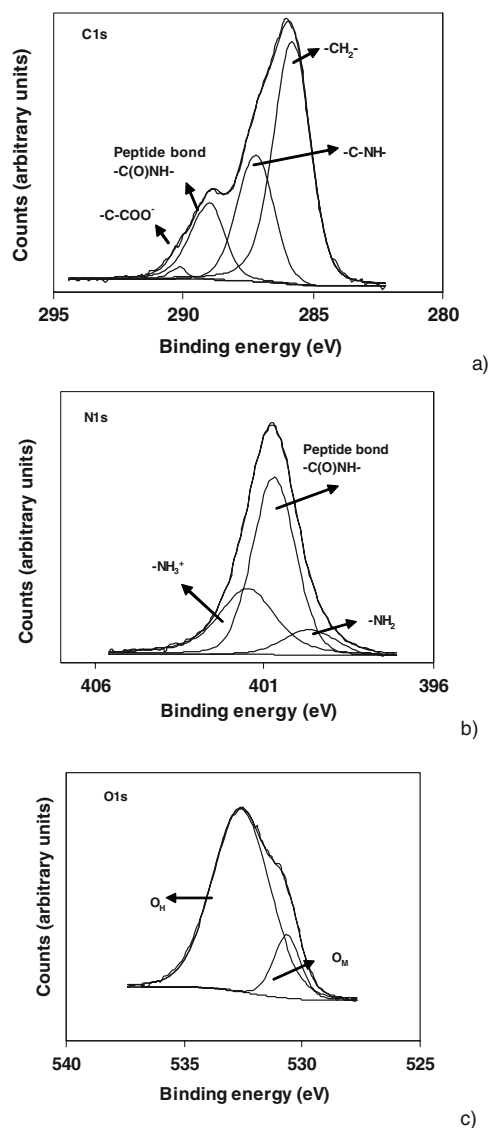 C1s
-CH₂-
Peptide bond
-C(O)NH-
-C-NH-
-C-COO⁻
Counts (arbitrary units)
295 290 285 280
Binding energy (eV)
a)
N1s
Peptide bond
-C(O)NH-
-NH₃⁺
-NH₂
Counts (arbitrary units)
406 401 396
Binding energy (eV)
b)
O1s
O_H
O_M
Counts (arbitrary units)
540 535 530 525
Binding energy (eV)
c)